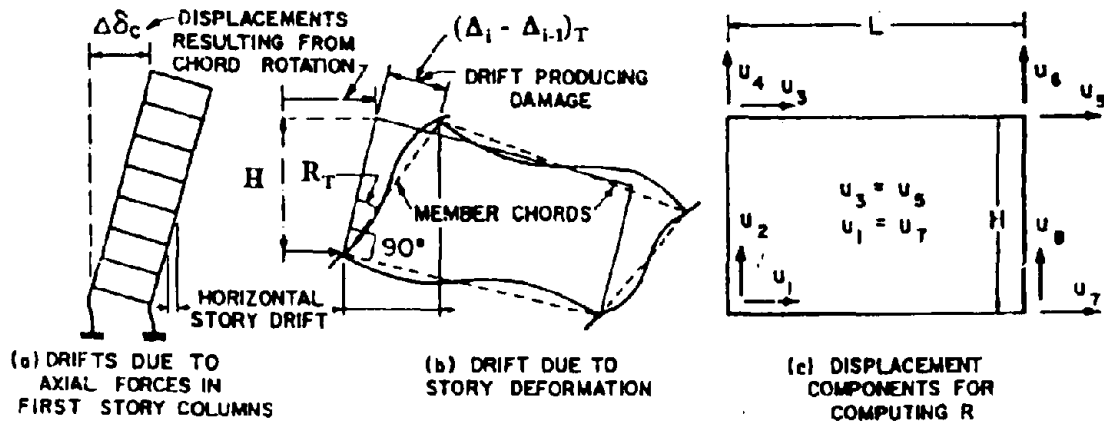 Δδc
DISPLACEMENTS
RESULTING FROM
CHORD ROTATION
(Δi - Δi-1)T
DRIFT PRODUCING
DAMAGE
H
RT
MEMBER CHORDS
90°
HORIZONTAL
STORY DRIFT
(a) DRIFTS DUE TO
AXIAL FORCES IN
FIRST STORY COLUMNS
(b) DRIFT DUE TO
STORY DEFORMATION
L
u4
u3
u6
u5
u3 = u5
u1 = u7
H
u2
u1
u8
u7
(c) DISPLACEMENT
COMPONENTS FOR
COMPUTING R